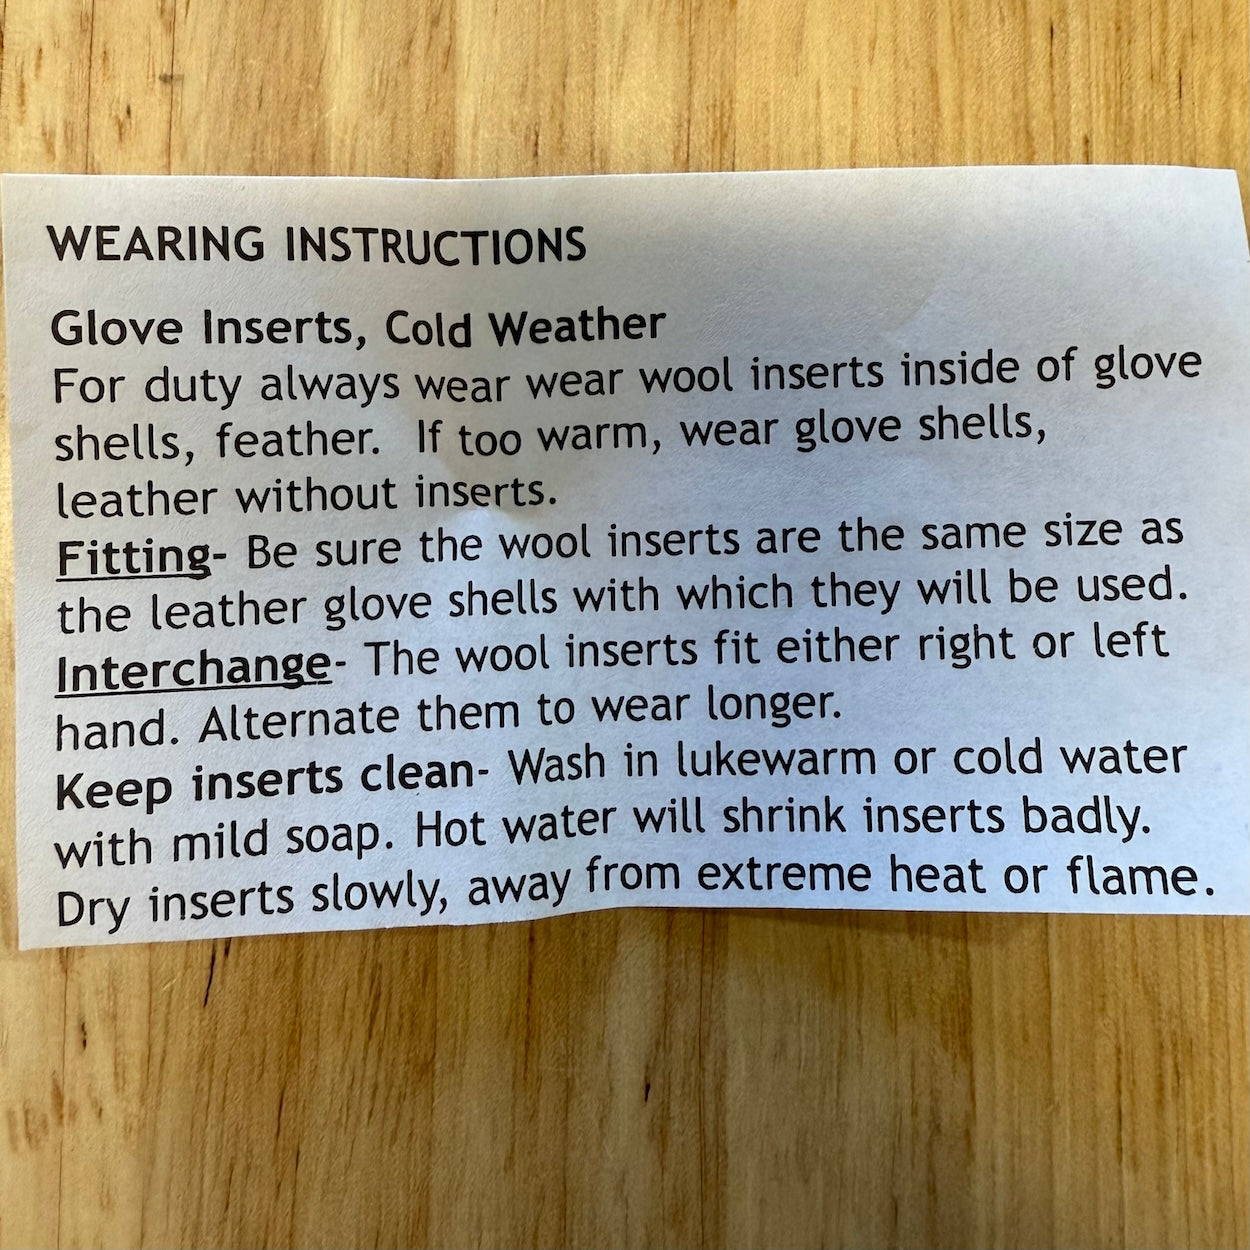 WEARING INSTRUCTIONS
Glove Inserts, Cold Weather
For duty always wear wear wool inserts inside of glove
shells, feather.  If too warm, wear glove shells,
leather without inserts.
Fitting- Be sure the wool inserts are the same size as
the leather glove shells with which they will be used.
Interchange- The wool inserts fit either right or left
hand. Alternate them to wear longer.
Keep inserts clean- Wash in lukewarm or cold water
with mild soap. Hot water will shrink inserts badly.
Dry inserts slowly, away from extreme heat or flame.